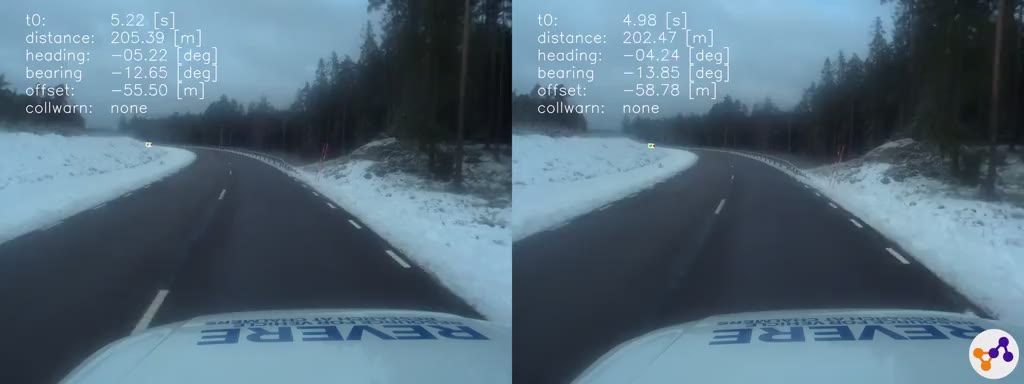 t0: 5.22 [s]
distance: 205.39 [m]
heading: −05.22 [deg]
bearing −12.65 [deg]
offset: −55.50 [m]
collwarn: none
t0: 4.98 [s]
distance: 202.47 [m]
heading: −04.24 [deg]
bearing −13.85 [deg]
offset: −58.78 [m]
collwarn: none
REVERE
REVERE